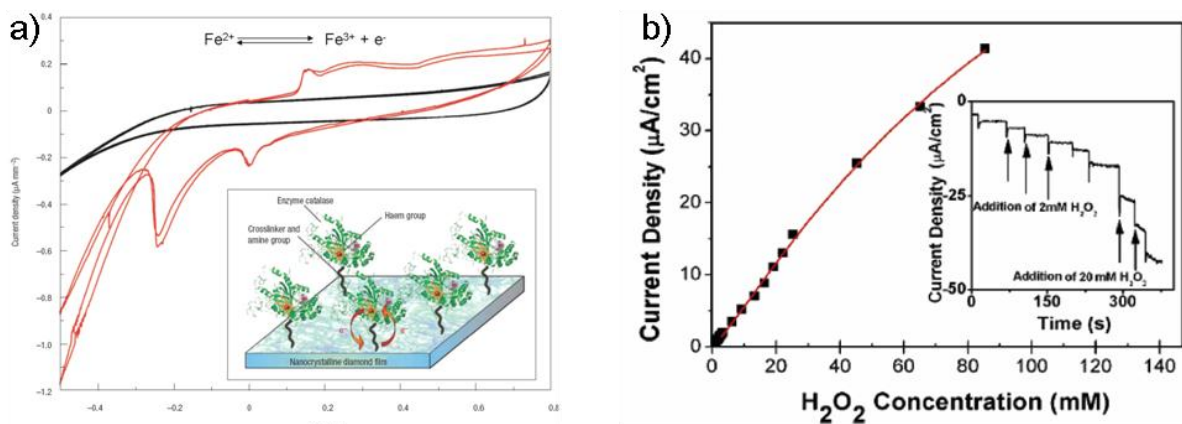 a)
Fe2+ Fe3+ + e-
0.4
0.2
0
−0.2
−0.4
−0.6
−0.8
−1.0
−1.2
Current density (µA mm−2)
−0.4 −0.2 0 0.2 0.4 0.6 0.8
Enzyme catalase
Haem group
Crosslinker and
amine group
e-
e-
Nanocrystalline diamond film
b)
Current Density (µA/cm2)
40
30
20
10
0
0 20 40 60 80 100 120 140
H2O2 Concentration (mM)
Current Density (µA/cm2)
0
-25
-50
Addition of 2mM H2O2
Addition of 20 mM H2O2
0 150 300
Time (s)